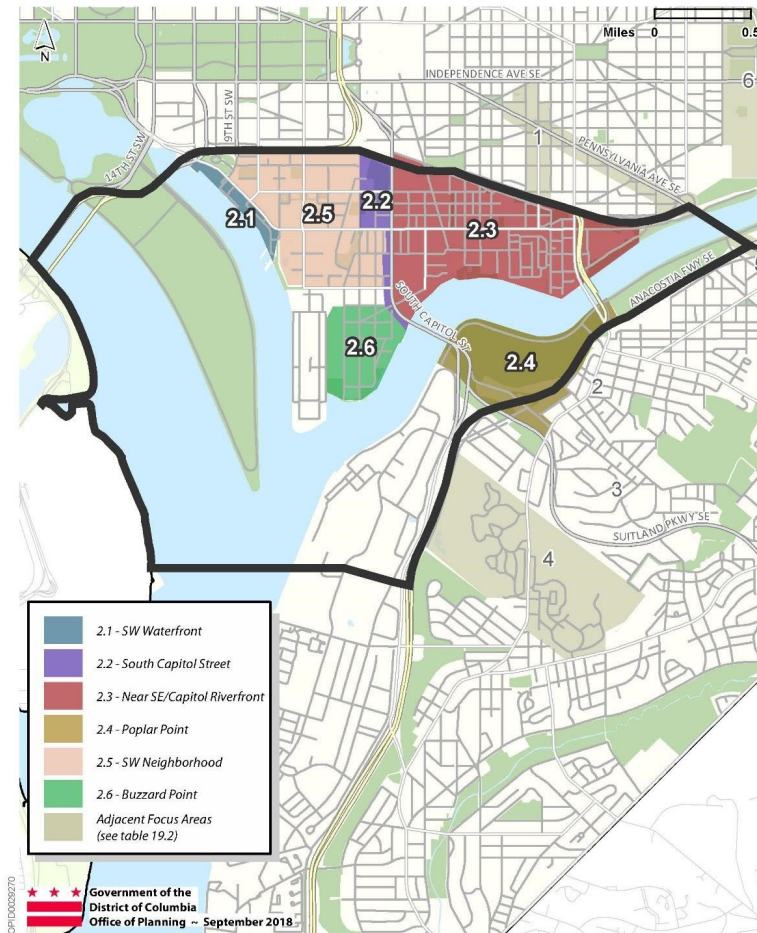 N
Miles 0 0.5
INDEPENDENCE AVE SE
6
9TH ST SW
1
PENNSYLVANIA AVE SE
14TH ST SW
2.1
2.5
2.2
2.3
ANACOSTIA FWY SE
SOUTH CAPITOL ST
2.6
2.4
2
3
SUITLAND PKWY SE
4
2.1 - SW Waterfront
2.2 - South Capitol Street
2.3 - Near SE/Capitol Riverfront
2.4 - Poplar Point
2.5 - SW Neighborhood
2.6 - Buzzard Point
Adjacent Focus Areas
(see table 19.2)
Government of the
District of Columbia
Office of Planning ~ September 2018
OPID0029270